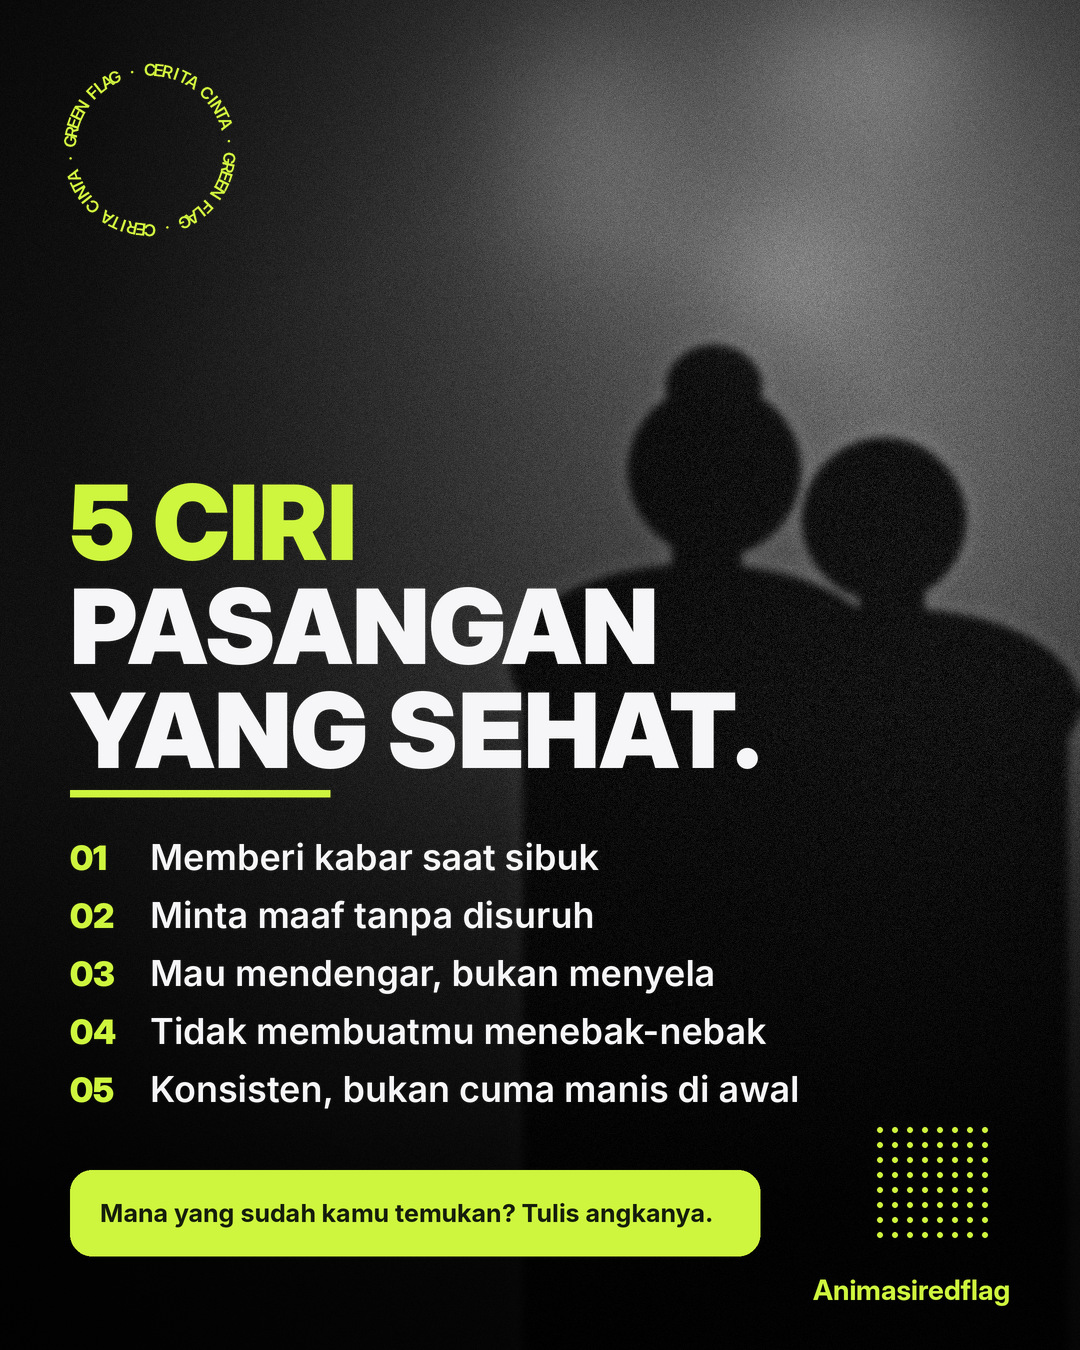 GREEN FLAG · CERITA CINTA · GREEN FLAG · CERITA CINTA ·
5 CIRI
PASANGAN
YANG SEHAT.
01 Memberi kabar saat sibuk
02 Minta maaf tanpa disuruh
03 Mau mendengar, bukan menyela
04 Tidak membuatmu menebak-nebak
05 Konsisten, bukan cuma manis di awal
Mana yang sudah kamu temukan? Tulis angkanya.
Animasiredflag